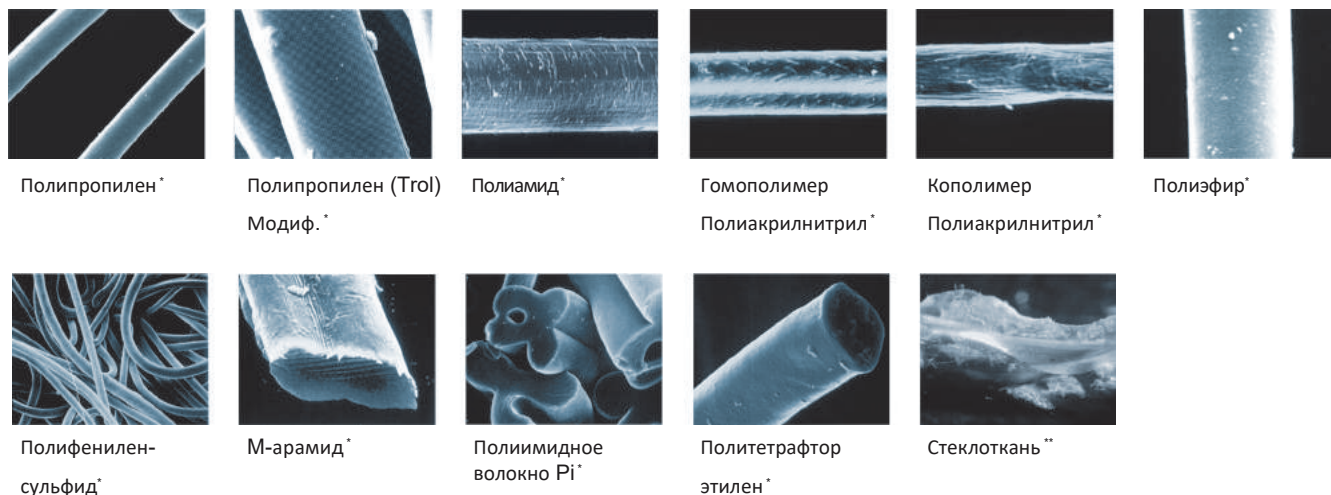 Полипропилен*
Полипропилен (Trol)
Модиф.*
Полиамид*
Гомополимер
Полиакрилнитрил*
Кополимер
Полиакрилнитрил*
Полиэфир*
Полифенилен-
сульфид*
М-арамид*
Полиимидное
волокно Pi*
Политетрафтор
этилен*
Стеклоткань**